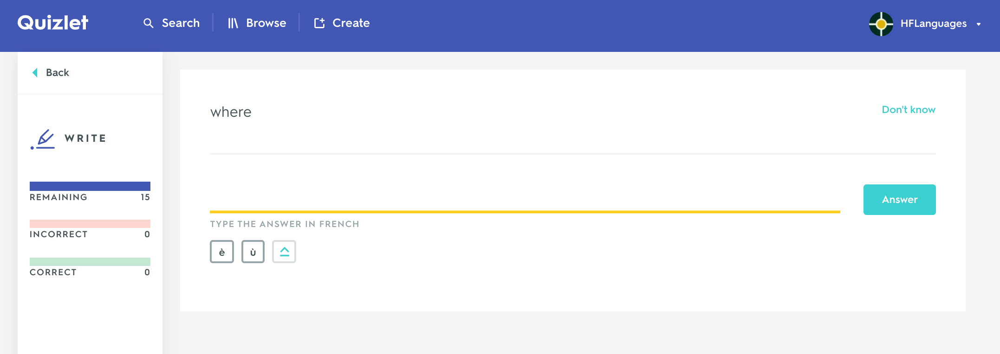 Quizlet
Search
Browse
Create
HFLanguages
Back
WRITE
REMAINING 15
INCORRECT 0
CORRECT 0
where
Don't know
Answer
TYPE THE ANSWER IN FRENCH
è ù